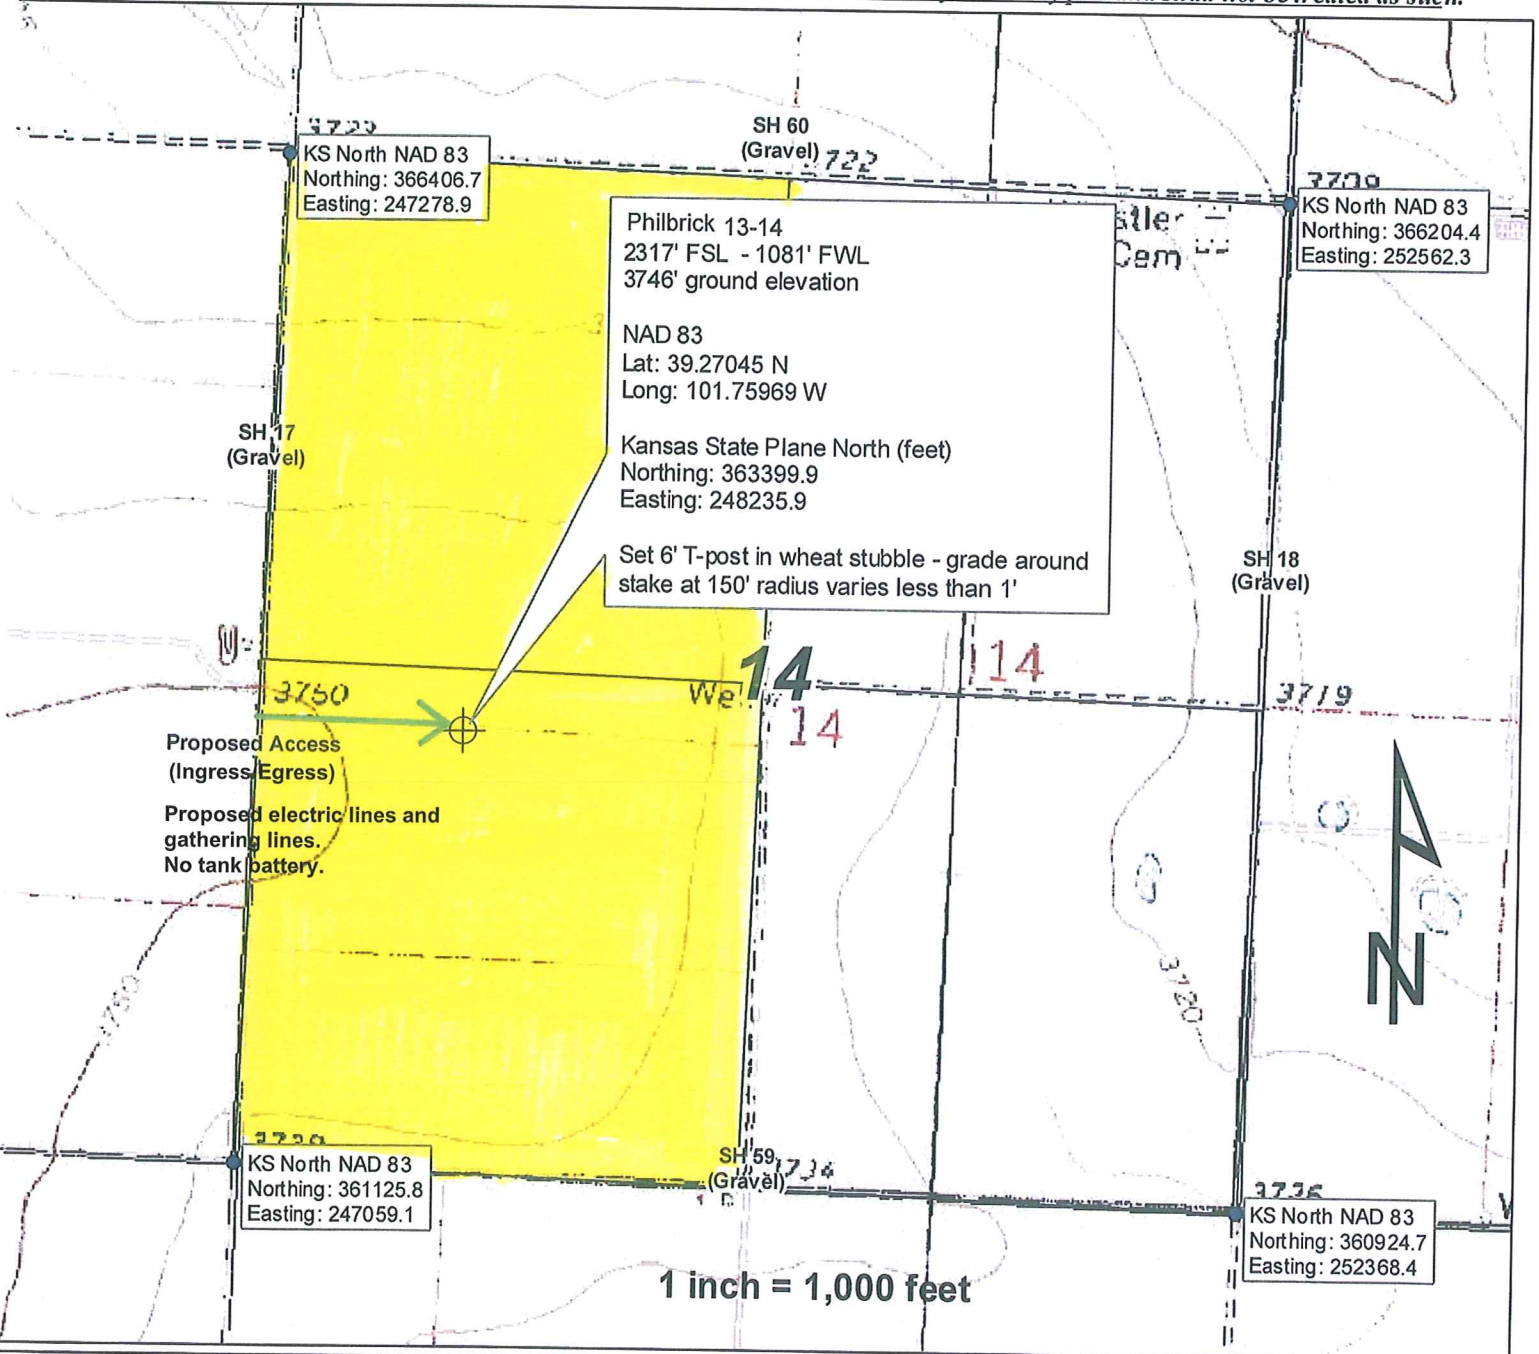 SH 60
(Gravel)
722
KS North NAD 83
Northing: 366406.7
Easting: 247278.9
3709
KS North NAD 83
Northing: 366204.4
Easting: 252562.3
Cem
Philbrick 13-14
2317' FSL - 1081' FWL
3746' ground elevation
NAD 83
Lat: 39.27045 N
Long: 101.75969 W
Kansas State Plane North (feet)
Northing: 363399.9
Easting: 248235.9
Set 6' T-post in wheat stubble - grade around
stake at 150' radius varies less than 1'
SH 17
(Gravel)
SH 18
(Gravel)
14
14
14
3719
Proposed Access
(Ingress/Egress)
Proposed electric lines and
gathering lines.
No tank battery.
N
3720
SH 59
(Gravel)
3734
KS North NAD 83
Northing: 361125.8
Easting: 247059.1
KS North NAD 83
Northing: 360924.7
Easting: 252368.4
1 inch = 1,000 feet